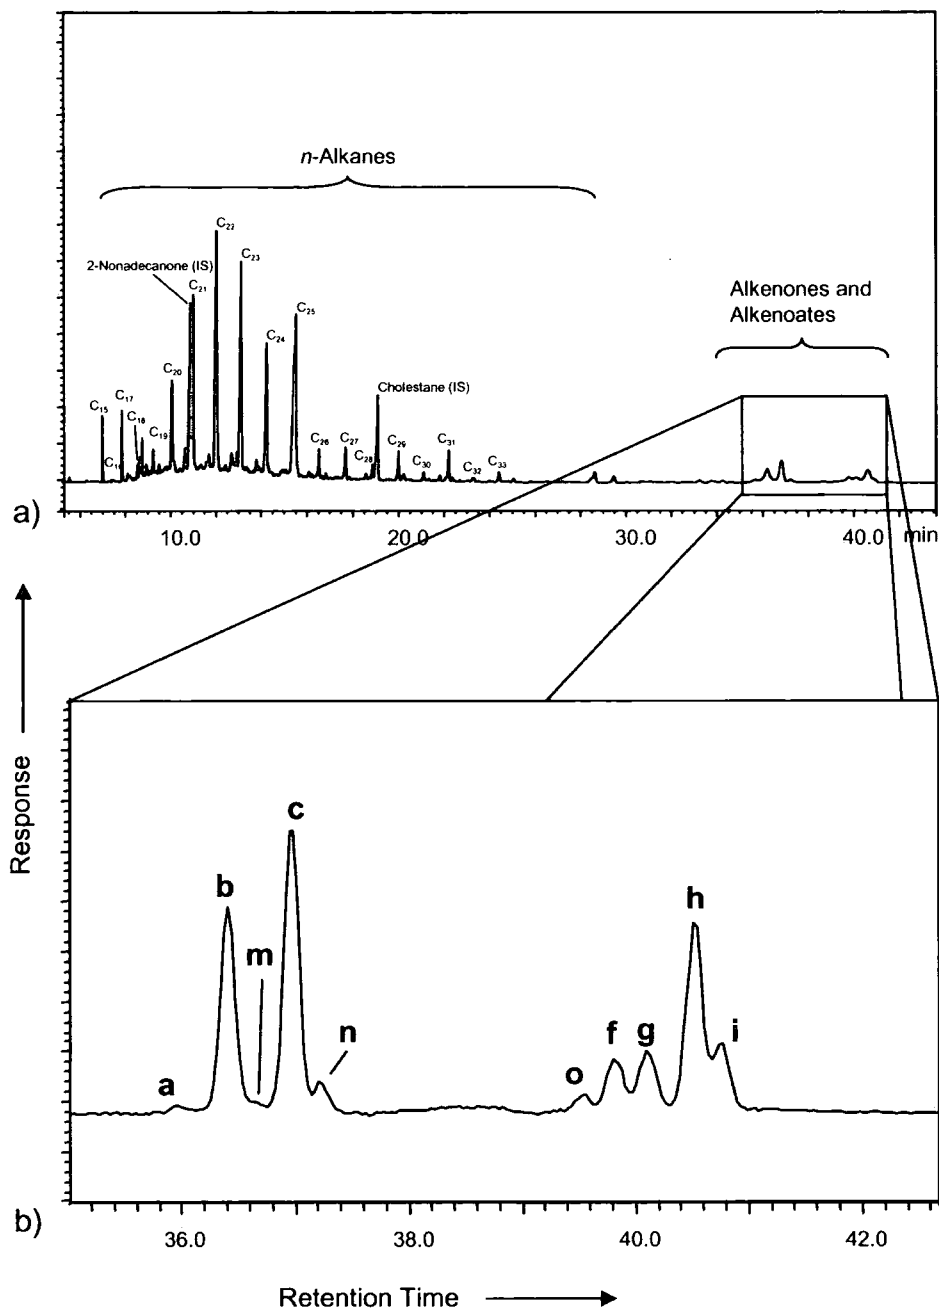 n-Alkanes
C22
2-Nonadecanone (IS)
C23
C21
Alkenones and
Alkenoates
C25
C24
C20
Cholestane (IS)
C17
C15
C18
C19
C26
C27
C29
C31
C28
C30
C32
C33
a)
10.0
20.0
30.0
40.0
min
Response
c
b
h
m
n
f
g
i
a
o
b)
36.0
38.0
40.0
42.0
Retention Time